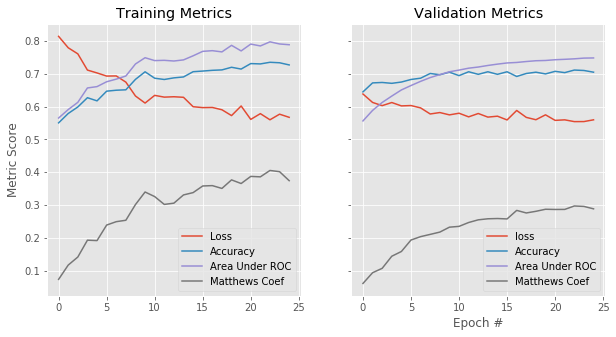 Training Metrics
Validation Metrics
Metric Score
0.8
0.7
0.6
0.5
0.4
0.3
0.2
0.1
Loss
Accuracy
Area Under ROC
Matthews Coef
loss
Accuracy
Area Under ROC
Matthews Coef
0 5 10 15 20 25
0 5 10 15 20 25
Epoch #